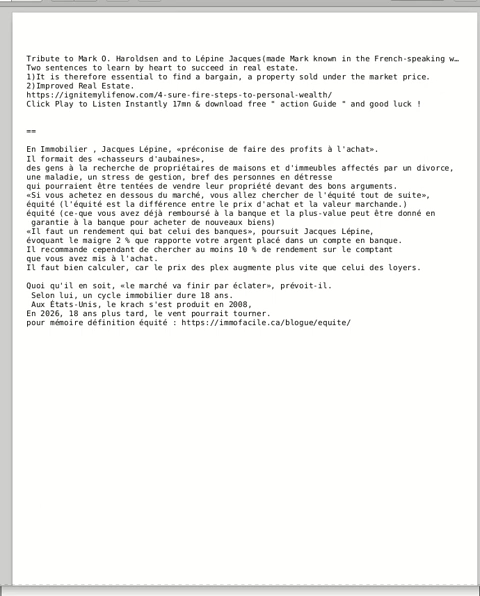 Tribute to Mark O. Haroldsen and to Lépine Jacques(made Mark known in the French-speaking w…
Two sentences to learn by heart to succeed in real estate.
1)It is therefore essential to find a bargain, a property sold under the market price.
2)Improved Real Estate.
https://ignitemylifenow.com/4-sure-fire-steps-to-personal-wealth/
Click Play to Listen Instantly 17mn & download free " action Guide " and good luck !
==
En Immobilier , Jacques Lépine, «préconise de faire des profits à l'achat».
Il formait des «chasseurs d'aubaines»,
des gens à la recherche de propriétaires de maisons et d'immeubles affectés par un divorce,
une maladie, un stress de gestion, bref des personnes en détresse
qui pourraient être tentées de vendre leur propriété devant des bons arguments.
«Si vous achetez en dessous du marché, vous allez chercher de l'équité tout de suite»,
équité (l'équité est la différence entre le prix d'achat et la valeur marchande.)
équité (ce-que vous avez déjà remboursé à la banque et la plus-value peut être donné en
garantie à la banque pour acheter de nouveaux biens)
«Il faut un rendement qui bat celui des banques», poursuit Jacques Lépine,
évoquant le maigre 2 % que rapporte votre argent placé dans un compte en banque.
Il recommande cependant de chercher au moins 10 % de rendement sur le comptant
que vous avez mis à l'achat.
Il faut bien calculer, car le prix des plex augmente plus vite que celui des loyers.
Quoi qu'il en soit, «le marché va finir par éclater», prévoit-il.
Selon lui, un cycle immobilier dure 18 ans.
Aux États-Unis, le krach s'est produit en 2008,
En 2026, 18 ans plus tard, le vent pourrait tourner.
pour mémoire définition équité : https://immofacile.ca/blogue/equite/